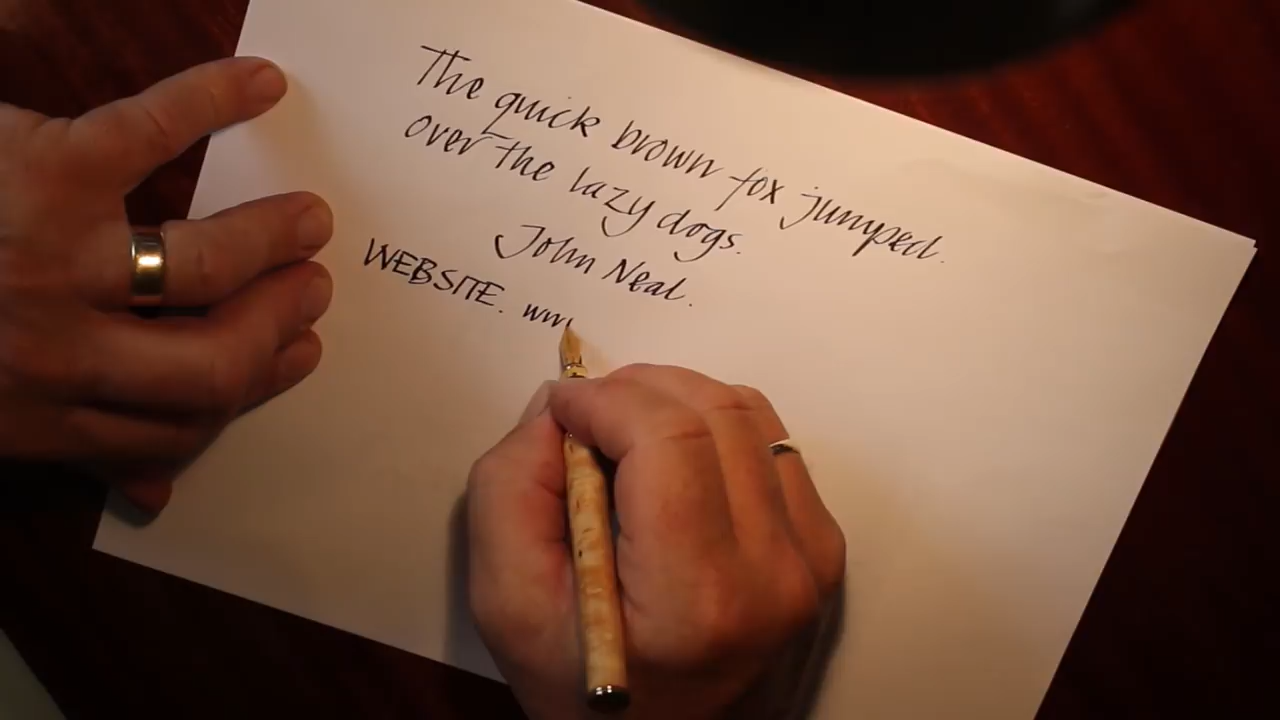 The quick brown fox jumped.
over the lazy dogs.
John Neal.
WEBSITE. ww